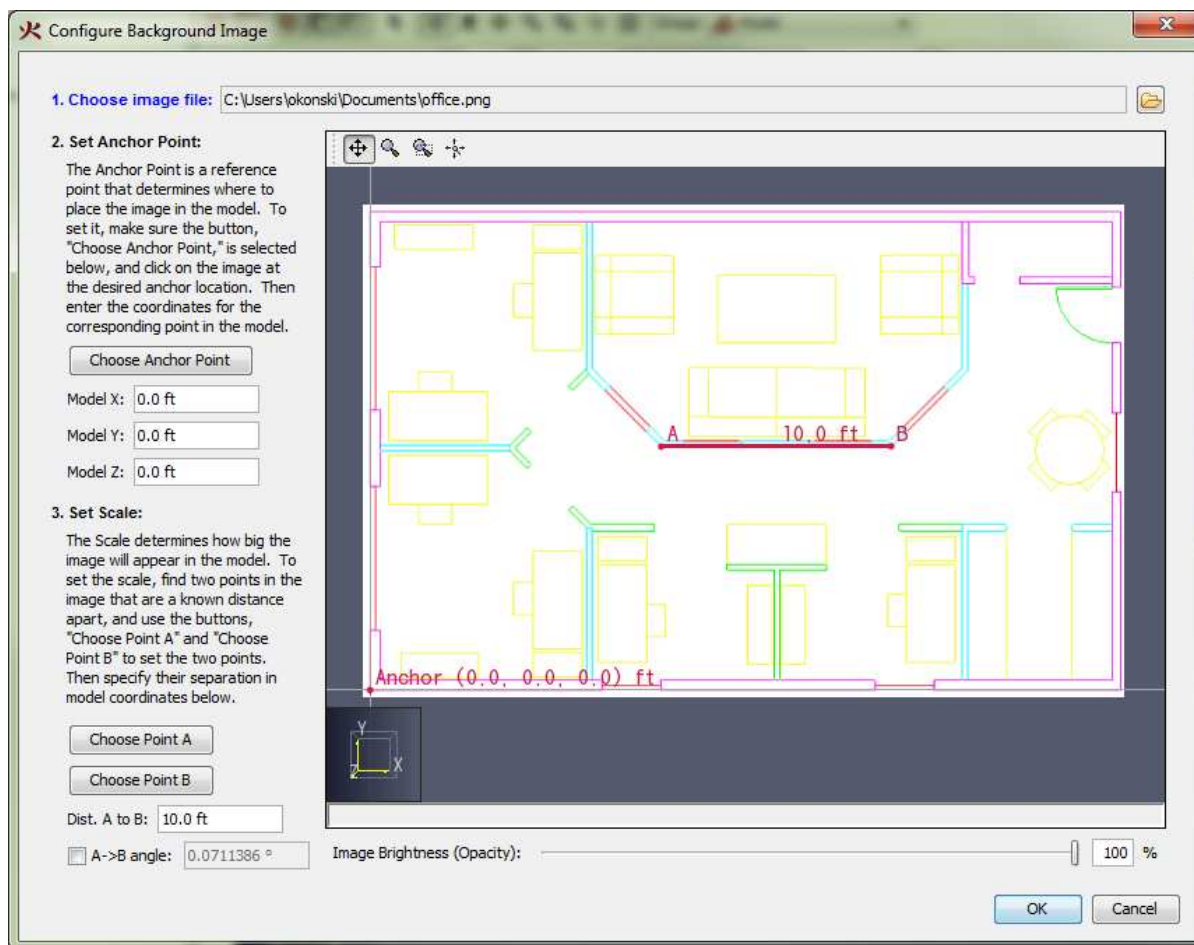 Configure Background Image
1. Choose image file: C:\Users\okonski\Documents\office.png
2. Set Anchor Point:
The Anchor Point is a reference
point that determines where to
place the image in the model. To
set it, make sure the button,
"Choose Anchor Point," is selected
below, and click on the image at
the desired anchor location. Then
enter the coordinates for the
corresponding point in the model.
Choose Anchor Point
Model X: 0.0 ft
Model Y: 0.0 ft
Model Z: 0.0 ft
3. Set Scale:
The Scale determines how big the
image will appear in the model. To
set the scale, find two points in the
image that are a known distance
apart, and use the buttons,
"Choose Point A" and "Choose
Point B" to set the two points.
Then specify their separation in
model coordinates below.
Choose Point A
Choose Point B
Dist. A to B: 10.0 ft
A->B angle: 0.0711386 °
A 10.0 ft B
Anchor (0.0, 0.0, 0.0) ft
Y
Z X
Image Brightness (Opacity): 100 %
OK Cancel